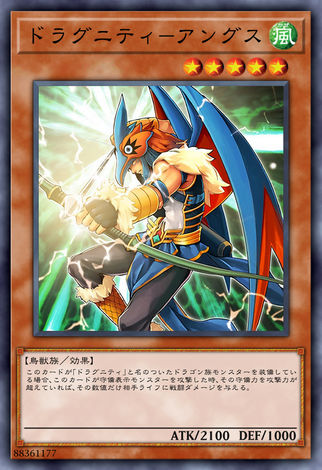 ドラグニティ－アングス
風
【鳥獣族／効果】
このカードが「ドラグニティ」と名のついたドラゴン族モンスターを装備して
いる場合、このカードが守備表示モンスターを攻撃した時、その守備力を攻撃力が
超えていれば、その数値だけ相手ライフに戦闘ダメージを与える。
ATK/2100 DEF/1000
88361177